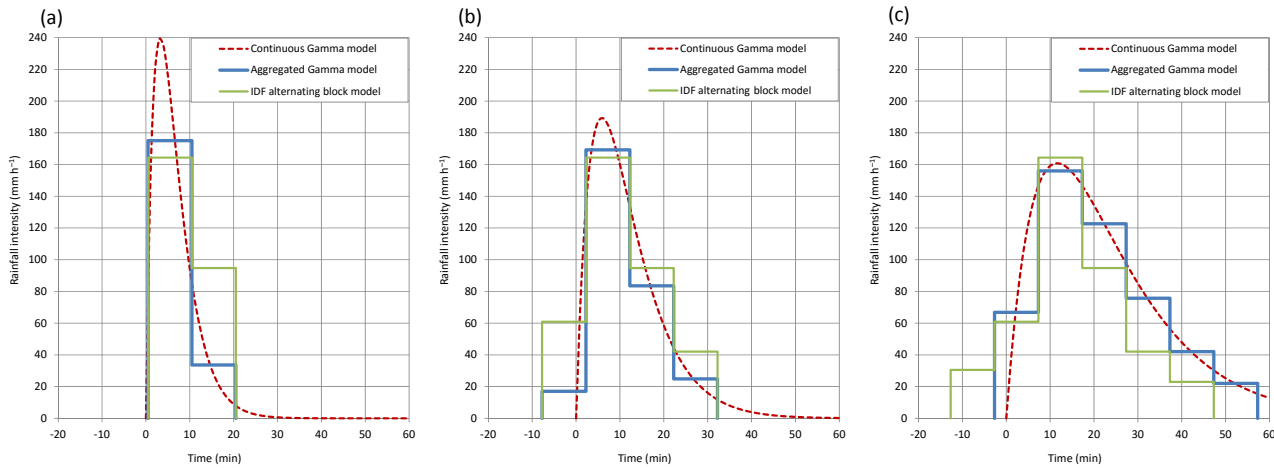 (a)
Rainfall intensity (mm h⁻¹)
240
220
200
180
160
140
120
100
80
60
40
20
0
Continuous Gamma model
Aggregated Gamma model
IDF alternating block model
-20 -10 0 10 20 30 40 50 60
Time (min)
(b)
Rainfall intensity (mm h⁻¹)
240
220
200
180
160
140
120
100
80
60
40
20
0
Continuous Gamma model
Aggregated Gamma model
IDF alternating block model
-20 -10 0 10 20 30 40 50 60
Time (min)
(c)
Rainfall intensity (mm h⁻¹)
240
220
200
180
160
140
120
100
80
60
40
20
0
Continuous Gamma model
Aggregated Gamma model
IDF alternating block model
-20 -10 0 10 20 30 40 50 60
Time (min)